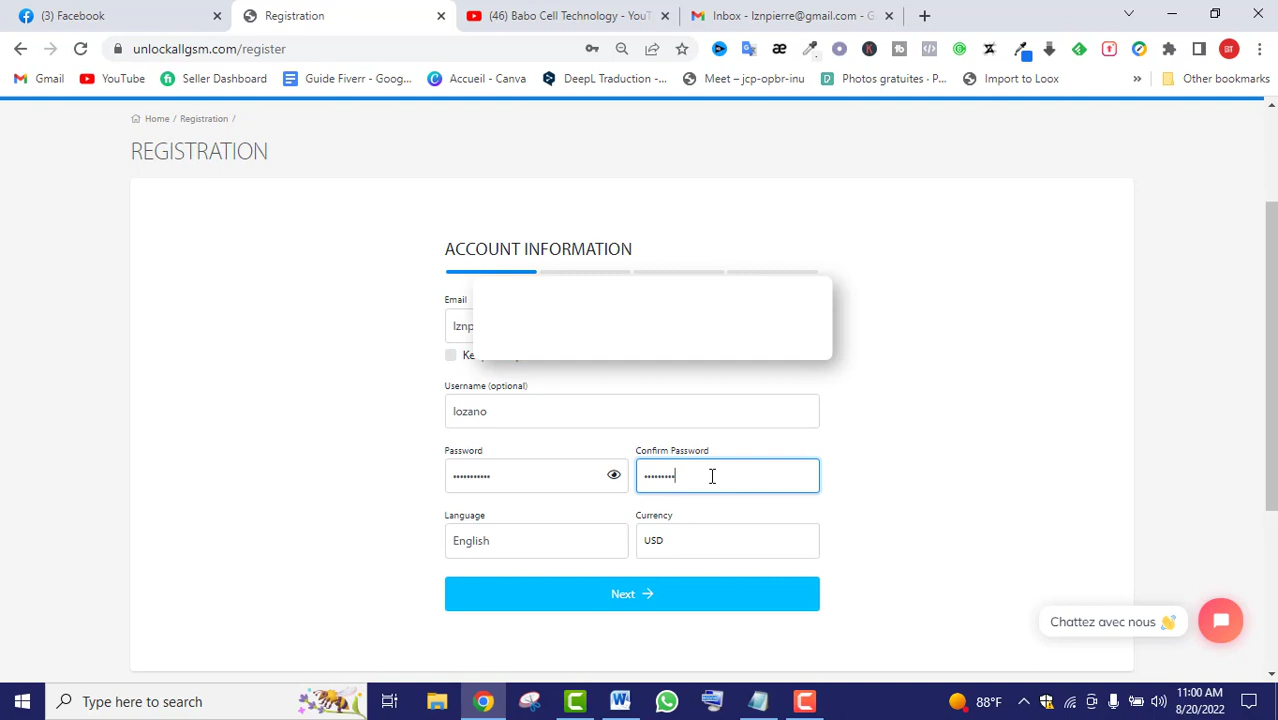 (3) Facebook
Registration
(46) Babo Cell Technology - YouT
Inbox - lznpierre@gmail.com - G
unlockallgsm.com/register
Gmail
YouTube
Seller Dashboard
Guide Fiverr - Goog...
Accueil - Canva
DeepL Traduction -...
Meet – jcp-opbr-inu
Photos gratuites - P...
Import to Loox
»
Other bookmarks
Home / Registration /
REGISTRATION
ACCOUNT INFORMATION
Email
lznp
Username (optional)
lozano
Password
Confirm Password
•••••••••••
•••••••••
Language
Currency
English
USD
Next
Chattez avec nous 👋
Type here to search
88°F
11:00 AM
8/20/2022